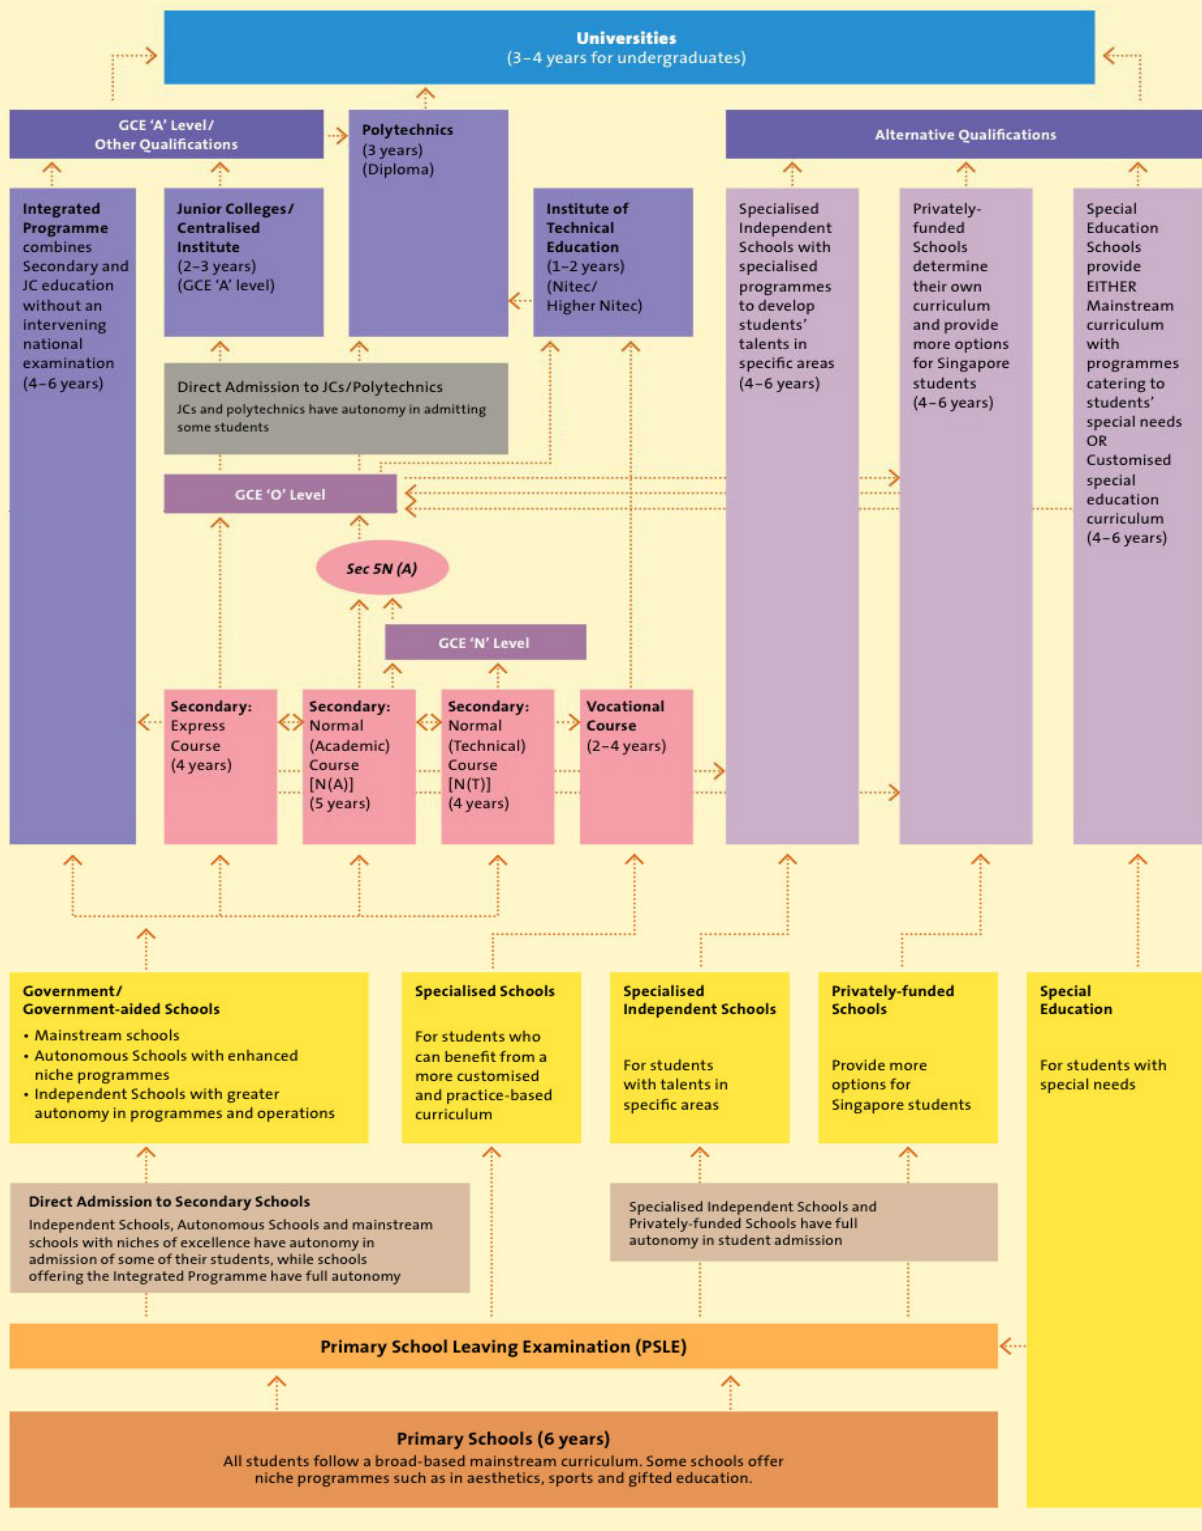 Universities
(3–4 years for undergraduates)
GCE ‘A’ Level/
Other Qualifications
Polytechnics
(3 years)
(Diploma)
Alternative Qualifications
Integrated
Programme
combines
Secondary and
JC education
without an
intervening
national
examination
(4–6 years)
Junior Colleges/
Centralised
Institute
(2–3 years)
(GCE ‘A’ level)
Institute of
Technical
Education
(1–2 years)
(Nitec/
Higher Nitec)
Specialised
Independent
Schools with
specialised
programmes
to develop
students’
talents in
specific areas
(4–6 years)
Privately-
funded
Schools
determine
their own
curriculum
and provide
more options
for Singapore
students
(4–6 years)
Special
Education
Schools
provide
EITHER
Mainstream
curriculum
with
programmes
catering to
students’
special needs
OR
Customised
special
education
curriculum
(4–6 years)
Direct Admission to JCs/Polytechnics
JCs and polytechnics have autonomy in admitting
some students
GCE ‘O’ Level
Sec 5N (A)
GCE ‘N’ Level
Secondary:
Express
Course
(4 years)
Secondary:
Normal
(Academic)
Course
[N(A)]
(5 years)
Secondary:
Normal
(Technical)
Course
[N(T)]
(4 years)
Vocational
Course
(2–4 years)
Government/
Government-aided Schools
• Mainstream schools
• Autonomous Schools with enhanced
niche programmes
• Independent Schools with greater
autonomy in programmes and operations
Specialised Schools
For students who
can benefit from a
more customised
and practice-based
curriculum
Specialised
Independent Schools
For students
with talents in
specific areas
Privately-funded
Schools
Provide more
options for
Singapore students
Special
Education
For students with
special needs
Direct Admission to Secondary Schools
Independent Schools, Autonomous Schools and mainstream
schools with niches of excellence have autonomy in
admission of some of their students, while schools
offering the Integrated Programme have full autonomy
Specialised Independent Schools and
Privately-funded Schools have full
autonomy in student admission
Primary School Leaving Examination (PSLE)
Primary Schools (6 years)
All students follow a broad-based mainstream curriculum. Some schools offer
niche programmes such as in aesthetics, sports and gifted education.